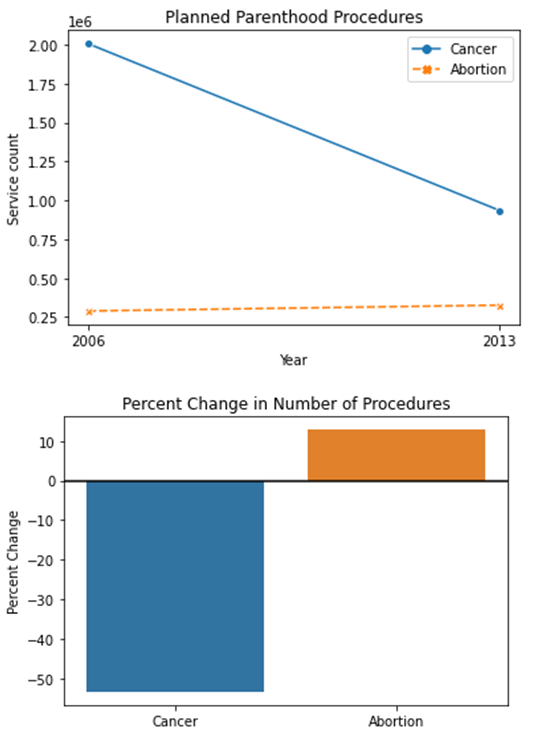 Planned Parenthood Procedures
1e6
2.00
1.75
1.50
1.25
1.00
0.75
0.50
0.25
Service count
Cancer
Abortion
2006
2013
Year
Percent Change in Number of Procedures
10
0
−10
−20
−30
−40
−50
Percent Change
Cancer
Abortion